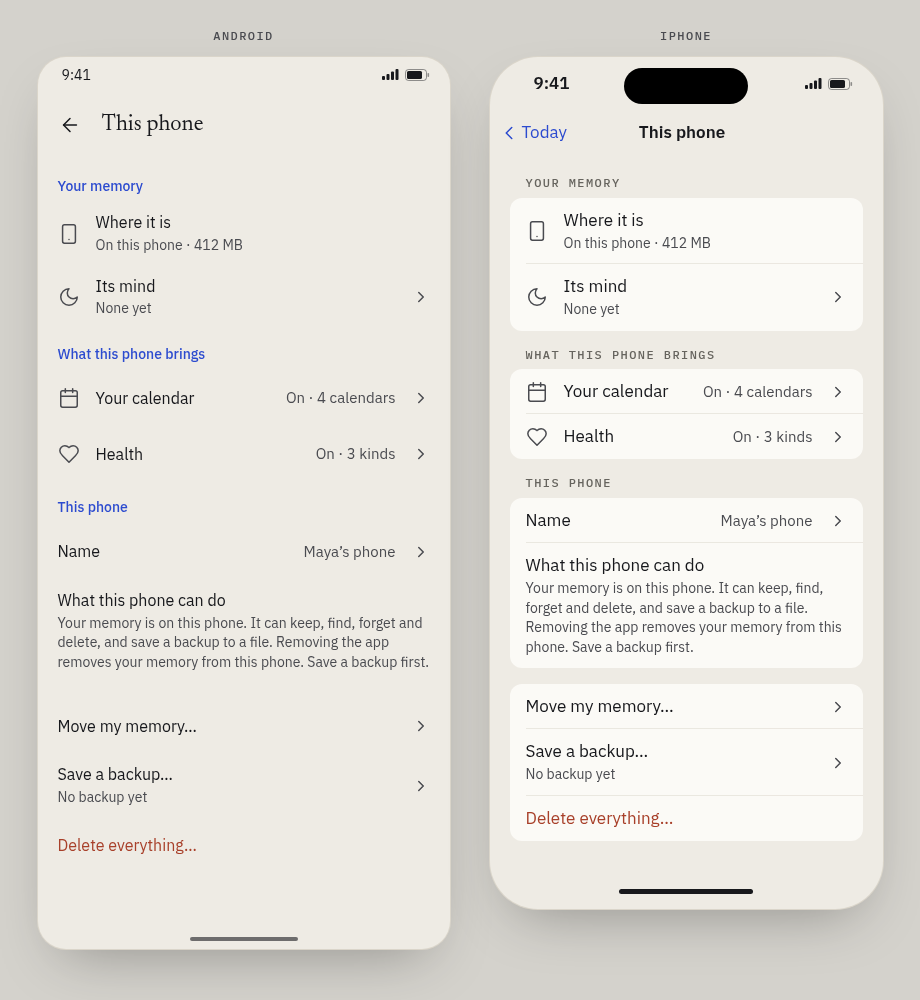 ANDROID
9:41
This phone
Your memory
Where it is
On this phone · 412 MB
Its mind
None yet
What this phone brings
Your calendar
On · 4 calendars
Health
On · 3 kinds
This phone
Name
Maya’s phone
What this phone can do
Your memory is on this phone. It can keep, find, forget and
delete, and save a backup to a file. Removing the app
removes your memory from this phone. Save a backup first.
Move my memory…
Save a backup…
No backup yet
Delete everything…
IPHONE
9:41
Today
This phone
YOUR MEMORY
Where it is
On this phone · 412 MB
Its mind
None yet
WHAT THIS PHONE BRINGS
Your calendar
On · 4 calendars
Health
On · 3 kinds
THIS PHONE
Name
Maya’s phone
What this phone can do
Your memory is on this phone. It can keep, find,
forget and delete, and save a backup to a file.
Removing the app removes your memory from this
phone. Save a backup first.
Move my memory…
Save a backup…
No backup yet
Delete everything…